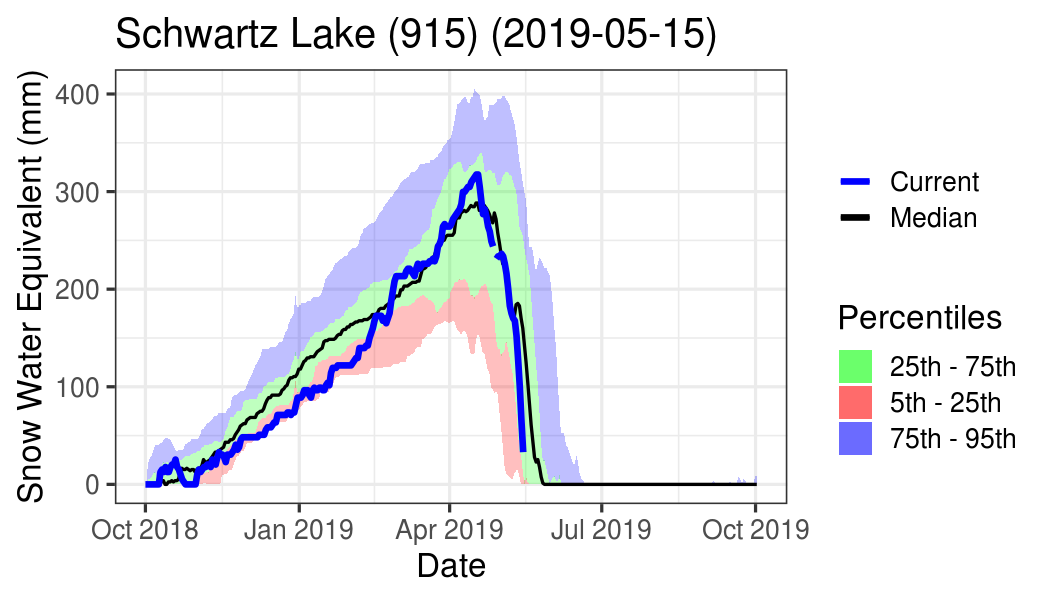 Schwartz Lake (915) (2019-05-15)
Snow Water Equivalent (mm)
400
300
200
100
0
Oct 2018
Jan 2019
Apr 2019
Jul 2019
Oct 2019
Date
Current
Median
Percentiles
25th - 75th
5th - 25th
75th - 95th